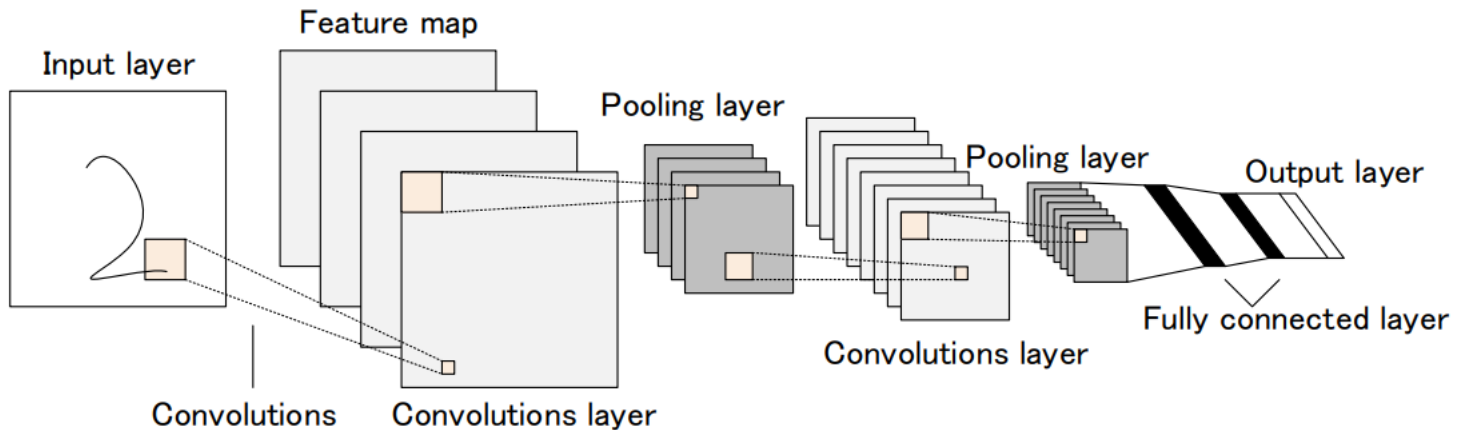 Feature map
Input layer
Pooling layer
Pooling layer
Output layer
Fully connected layer
Convolutions layer
Convolutions
Convolutions layer